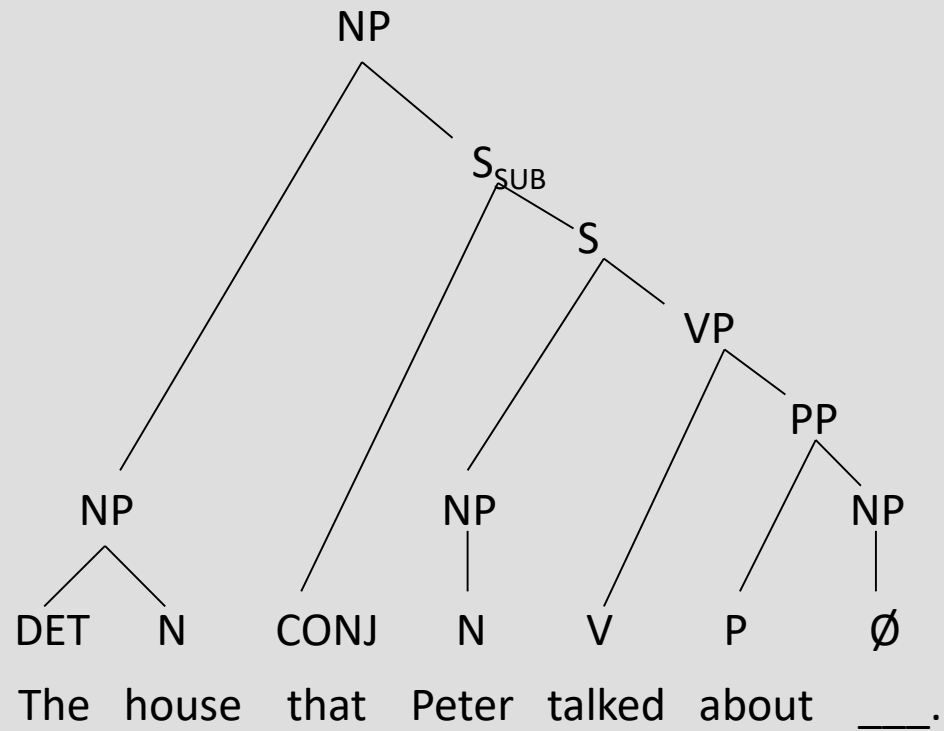 NP
S_SUB
S
VP
PP
NP NP NP
DET N CONJ N V P Ø
The house that Peter talked about ___.